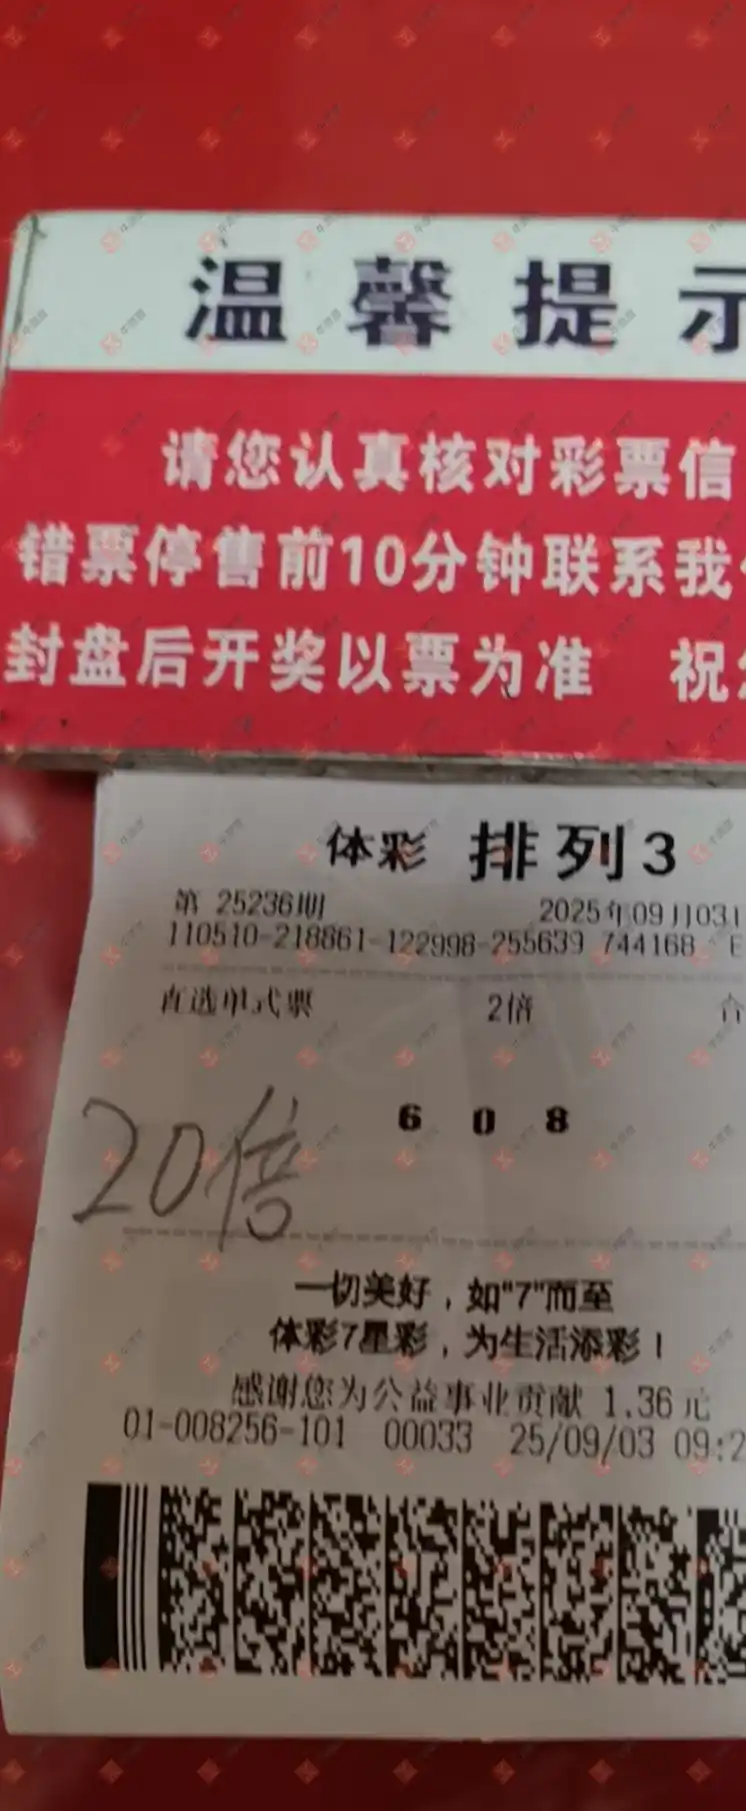 温馨提示
请您认真核对彩票信
错票停售前10分钟联系我
封盘后开奖以票为准 祝
体彩 排列3
第 25236期 2025年09月03
110510-218861-122998-255639 744168 E
直选单式票 2倍 合
6 0 8
20倍
一切美好，如"7"而至
体彩7星彩，为生活添彩！
感谢您为公益事业贡献 1.36元
01-008256-101 00033 25/09/03 09:2